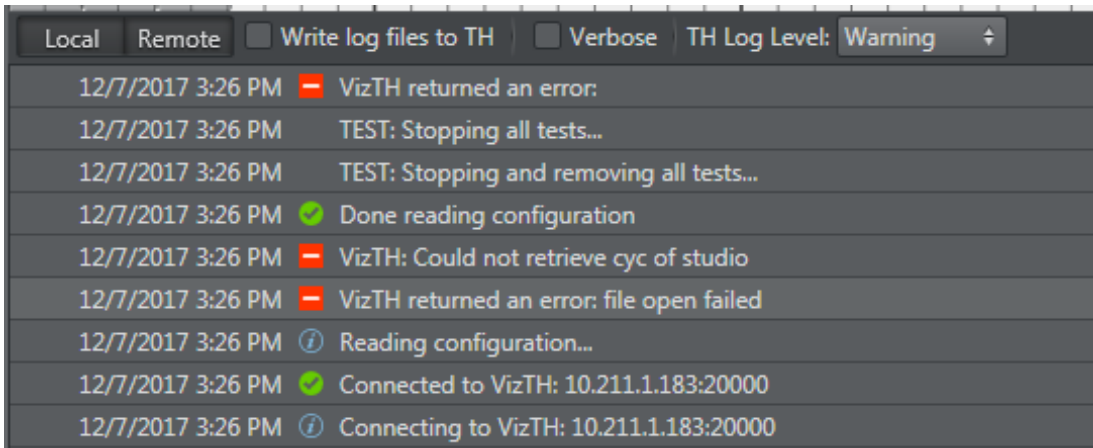 Local Remote Write log files to TH Verbose TH Log Level: Warning
12/7/2017 3:26 PM VizTH returned an error:
12/7/2017 3:26 PM TEST: Stopping all tests...
12/7/2017 3:26 PM TEST: Stopping and removing all tests...
12/7/2017 3:26 PM Done reading configuration
12/7/2017 3:26 PM VizTH: Could not retrieve cyc of studio
12/7/2017 3:26 PM VizTH returned an error: file open failed
12/7/2017 3:26 PM Reading configuration...
12/7/2017 3:26 PM Connected to VizTH: 10.211.1.183:20000
12/7/2017 3:26 PM Connecting to VizTH: 10.211.1.183:20000